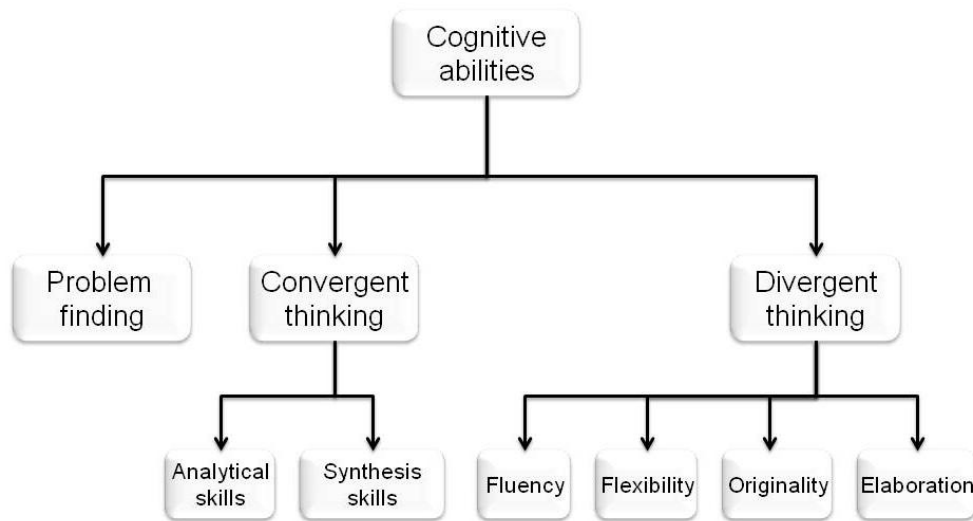 Cognitive
abilities
Problem
finding
Convergent
thinking
Divergent
thinking
Analytical
skills
Synthesis
skills
Fluency
Flexibility
Originality
Elaboration